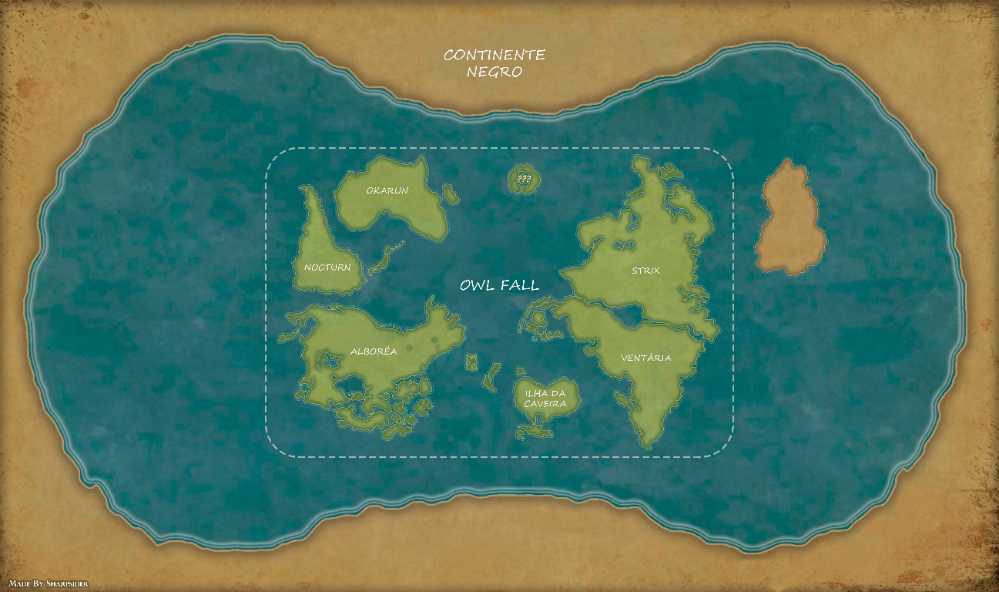 CONTINENTE
NEGRO
???
OKARUN
NOCTURN
STRIX
OWL FALL
ALBORÉA
VENTÁRIA
ILHA DA
CAVEIRA
MADE BY SHARPSIDER